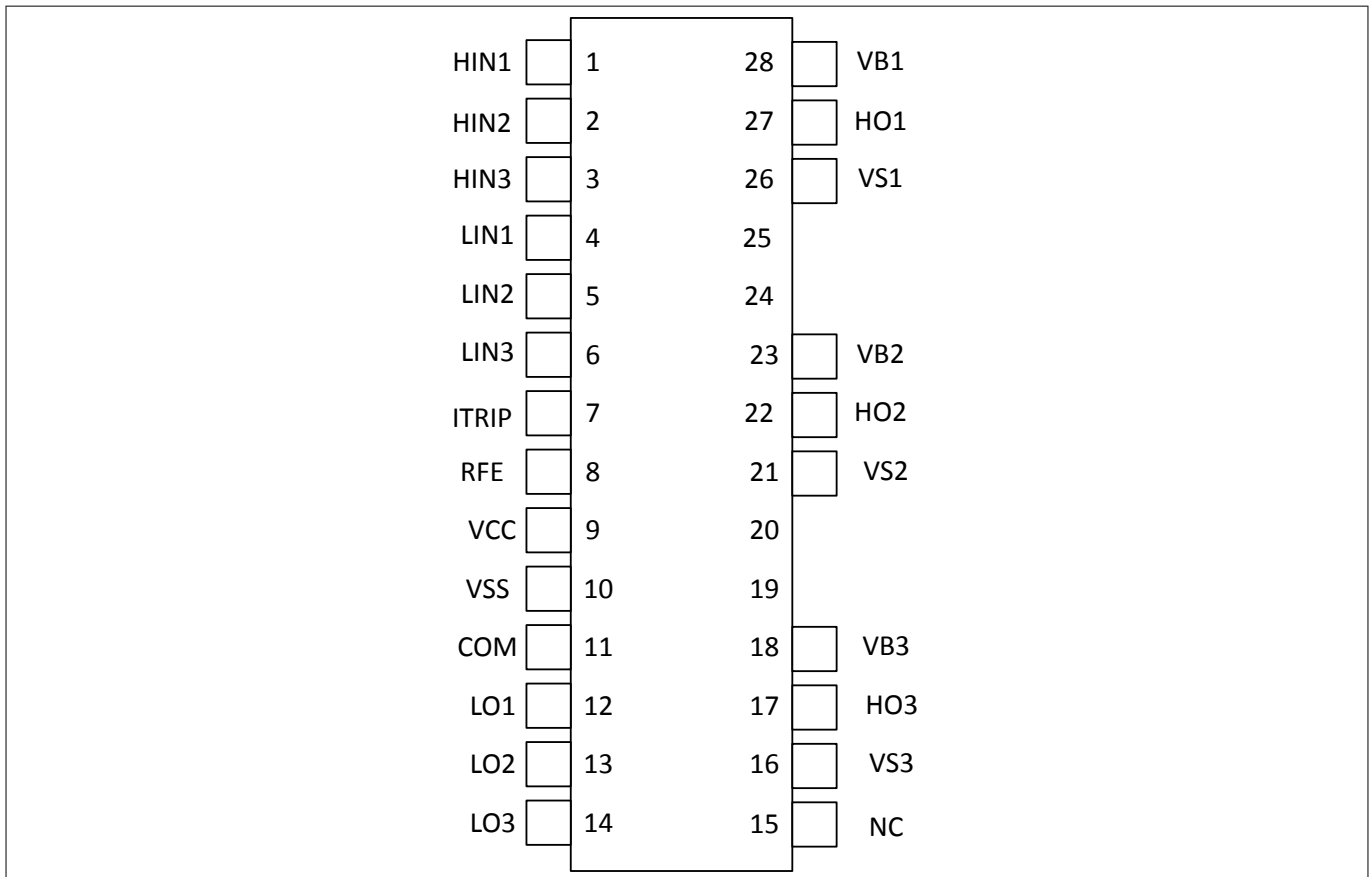 HIN1 1 28 VB1
HIN2 2 27 HO1
HIN3 3 26 VS1
LIN1 4 25
LIN2 5 24
LIN3 6 23 VB2
ITRIP 7 22 HO2
RFE 8 21 VS2
VCC 9 20
VSS 10 19
COM 11 18 VB3
LO1 12 17 HO3
LO2 13 16 VS3
LO3 14 15 NC